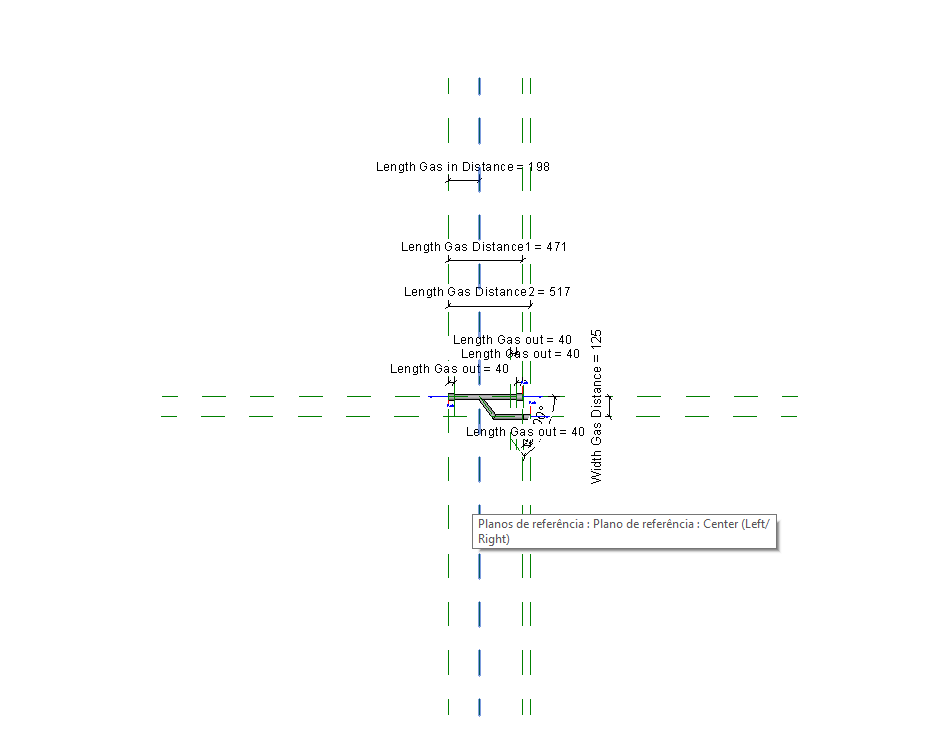 Length Gas in Distance = 198
Length Gas Distance1 = 471
Length Gas Distance2 = 517
Length Gas out = 40
Length Gas out = 40
Length Gas out = 40
Width Gas Distance = 125
Length Gas out = 40
Planos de referência : Plano de referência : Center (Left/
Right)